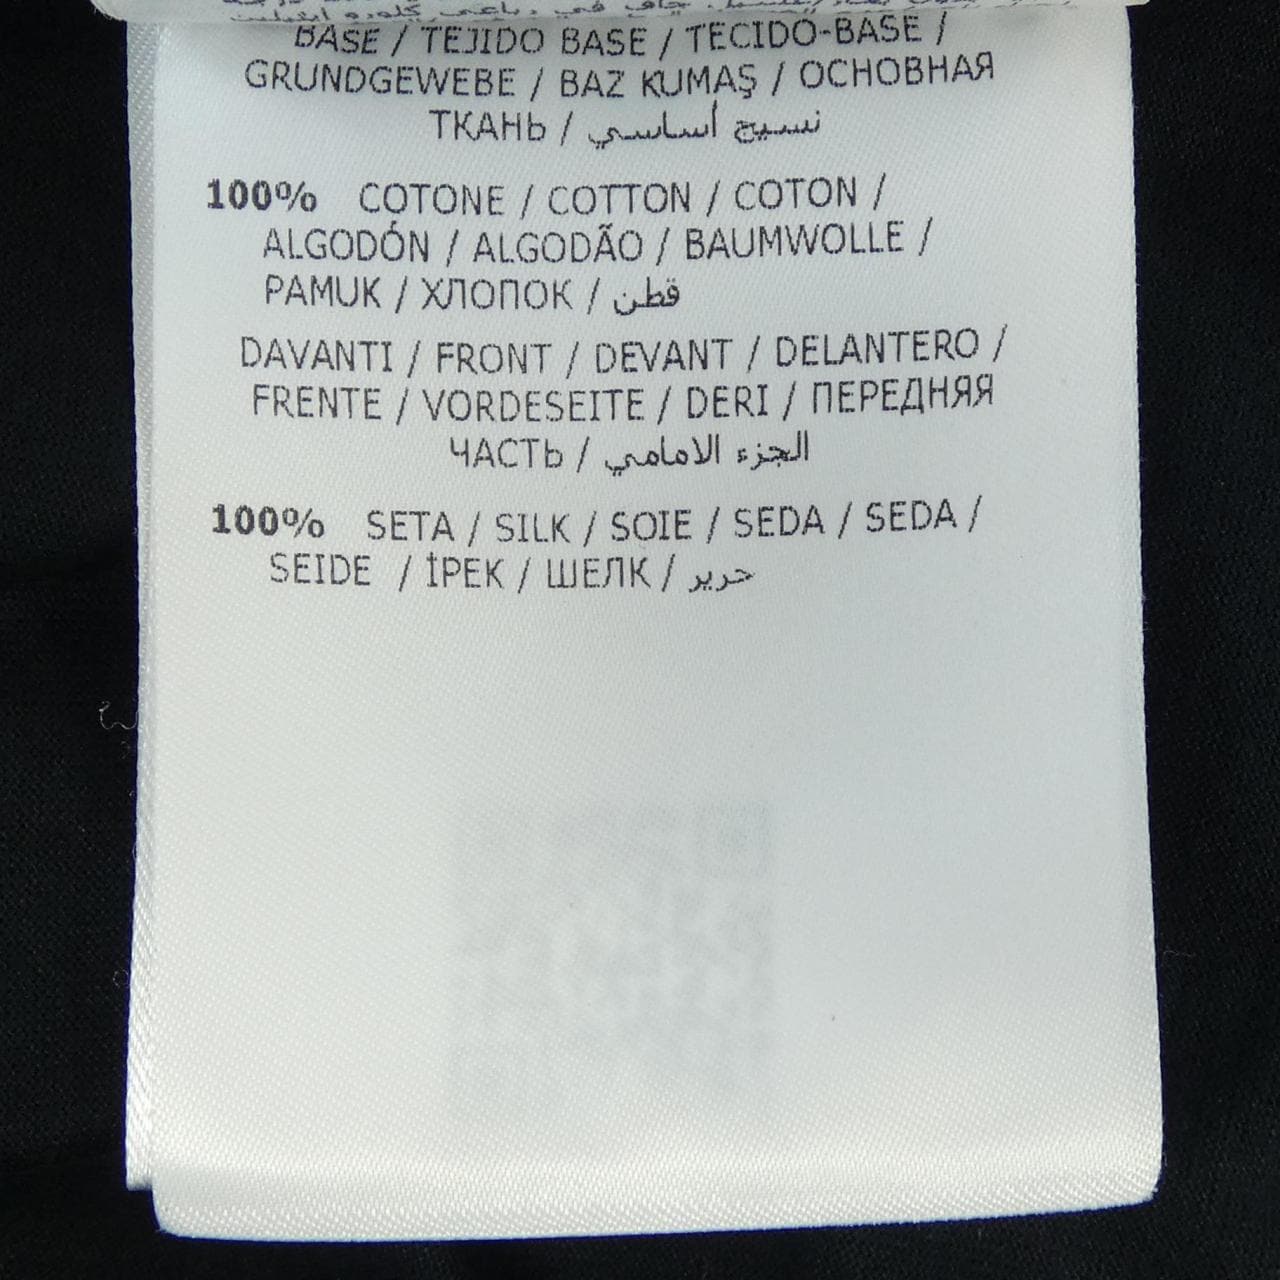 BASE / TEJIDO BASE / TECIDO-BASE /
GRUNDGEWEBE / BAZ KUMAŞ / ОСНОВНАЯ
ТКАНЬ / نسيج أساسي
100% COTONE / COTTON / COTON /
ALGODÓN / ALGODÃO / BAUMWOLLE /
PAMUK / ХЛОПОК / قطن
DAVANTI / FRONT / DEVANT / DELANTERO /
FRENTE / VORDESEITE / DERI / ПЕРЕДНЯЯ
ЧАСТЬ / الجزء الامامي
100% SETA / SILK / SOIE / SEDA / SEDA /
SEIDE / İPEK / ШЕЛК / حرير